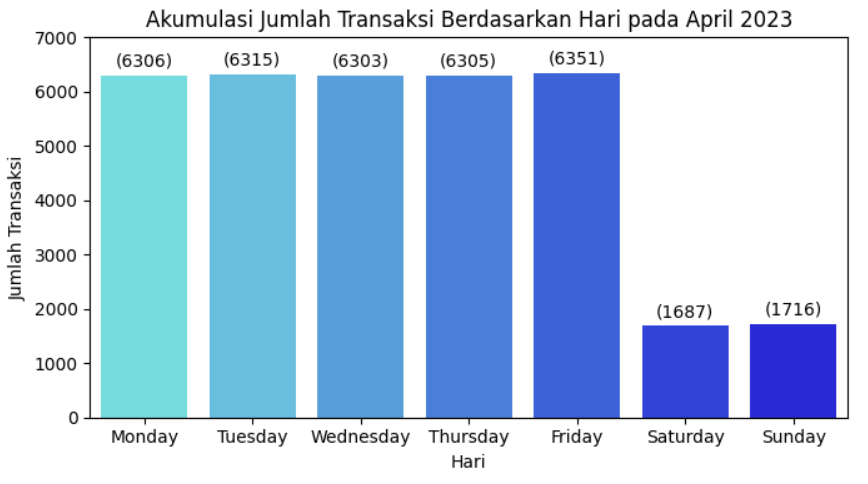 Akumulasi Jumlah Transaksi Berdasarkan Hari pada April 2023
Jumlah Transaksi
7000
6000
5000
4000
3000
2000
1000
0
(6306)
(6315)
(6303)
(6305)
(6351)
(1687)
(1716)
Monday
Tuesday
Wednesday
Thursday
Friday
Saturday
Sunday
Hari